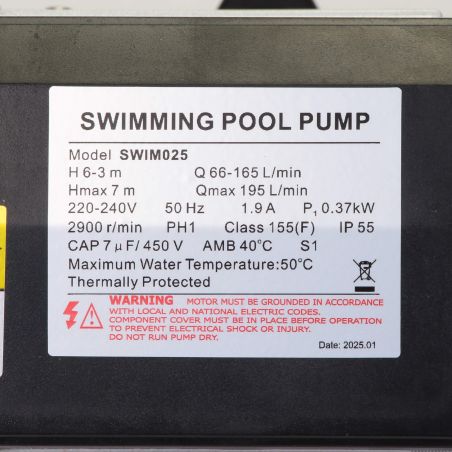 SWIMMING POOL PUMP
Model SWIM025
H 6-3 m Q 66-165 L/min
Hmax 7 m Qmax 195 L/min
220-240V 50 Hz 1.9 A P1 0.37kW
2900 r/min PH1 Class 155(F) IP 55
CAP 7 μF/ 450 V AMB 40°C S1
Maximum Water Temperature:50°C
Thermally Protected
WARNING MOTOR MUST BE GROUNDED IN ACCORDANCE
WITH LOCAL AND NATIONAL ELECTRIC CODES.
COMPONENT COVER MUST BE IN PLACE BEFORE OPERATION
TO PREVENT ELECTRICAL SHOCK OR INJURY.
DO NOT RUN PUMP DRY.
Date: 2025.01